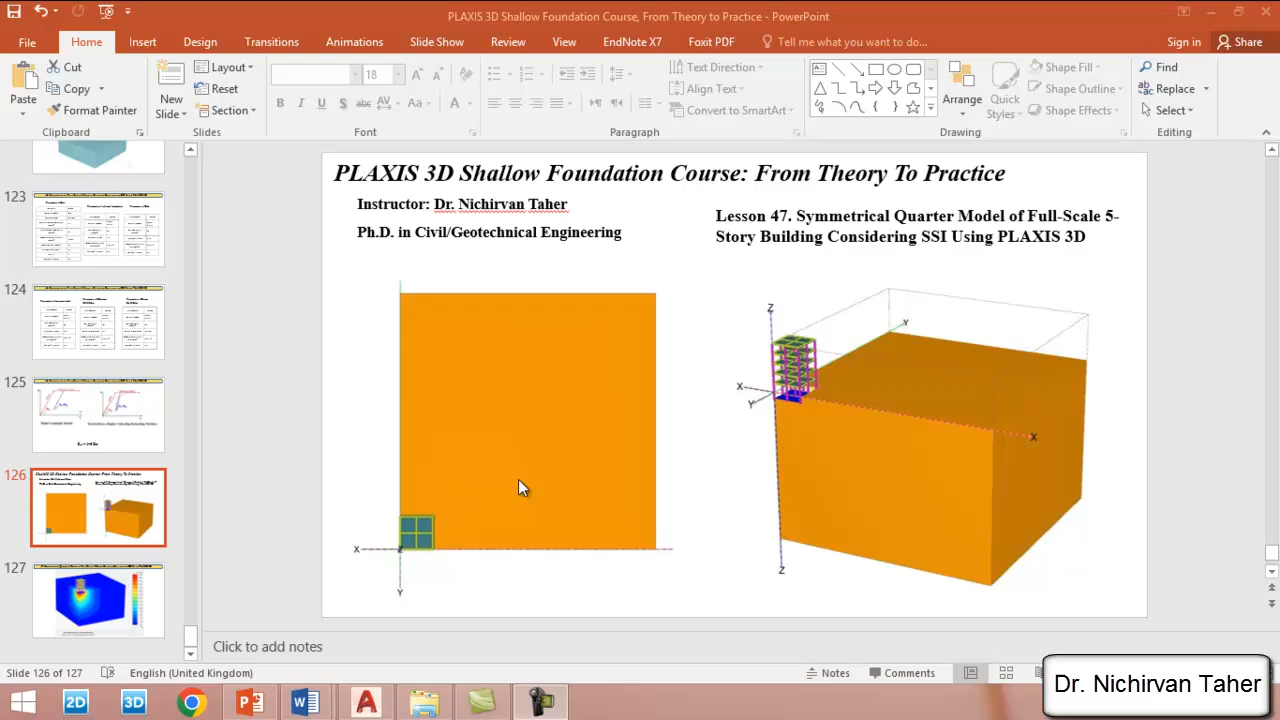 PLAXIS 3D Shallow Foundation Course, From Theory to Practice - PowerPoint
File Home Insert Design Transitions Animations Slide Show Review View EndNote X7 Foxit PDF Tell me what you want to do... Sign in Share
Paste
Cut
Copy
Format Painter
Clipboard
New
Slide
Layout
Reset
Section
Slides
18
B I U S abc AV Aa A
Font
Text Direction
Align Text
Convert to SmartArt
Paragraph
Arrange
Quick
Styles
Shape Fill
Shape Outline
Shape Effects
Drawing
Find
Replace
Select
Editing
123
124
125
126
127
PLAXIS 3D Shallow Foundation Course: From Theory To Practice
Instructor: Dr. Nichirvan Taher
Ph.D. in Civil/Geotechnical Engineering
Lesson 47. Symmetrical Quarter Model of Full-Scale 5-
Story Building Considering SSI Using PLAXIS 3D
X
Z
Y
Z
Y
X
Y
X
Z
Click to add notes
Slide 126 of 127 English (United Kingdom) Notes Comments
2D 3D
Dr. Nichirvan Taher